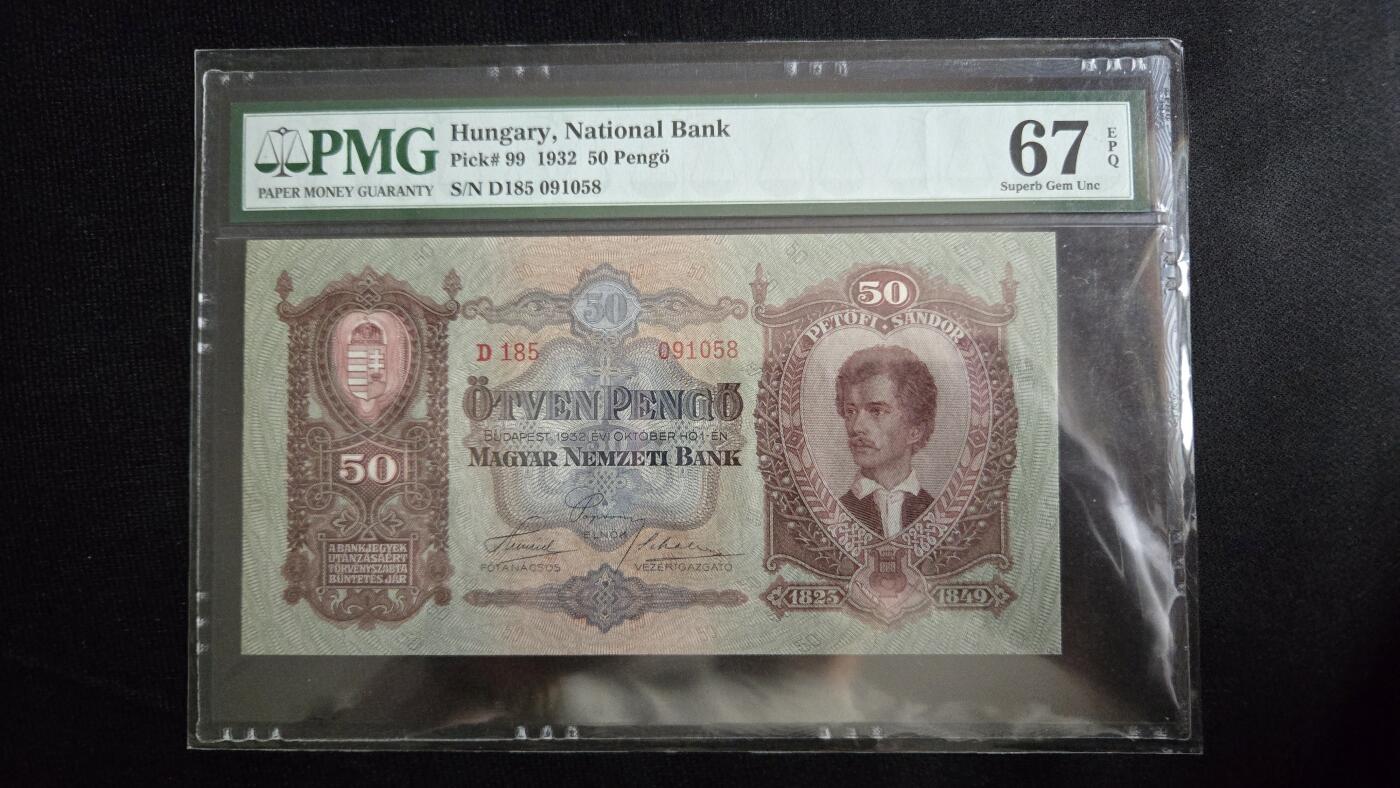 PMG
PAPER MONEY GUARANTY
Hungary, National Bank
Pick# 99 1932 50 Pengö
S/N D185 091058
67
EPQ
Superb Gem Unc
50
50
PETŐFI · SÁNDOR
D 185 091058
ÖTVEN PENGŐ
BUDAPEST, 1932. ÉVI OKTÓBER HÓ 1-ÉN
MAGYAR NEMZETI BANK
50
ELNÖK
FŐTANÁCSOS VEZÉRIGAZGATÓ
A BANKJEGYEK
UTÁNZÁSÁÉRT
TÖRVÉNYSZABTA
BÜNTETÉS JÁR
1823 1849